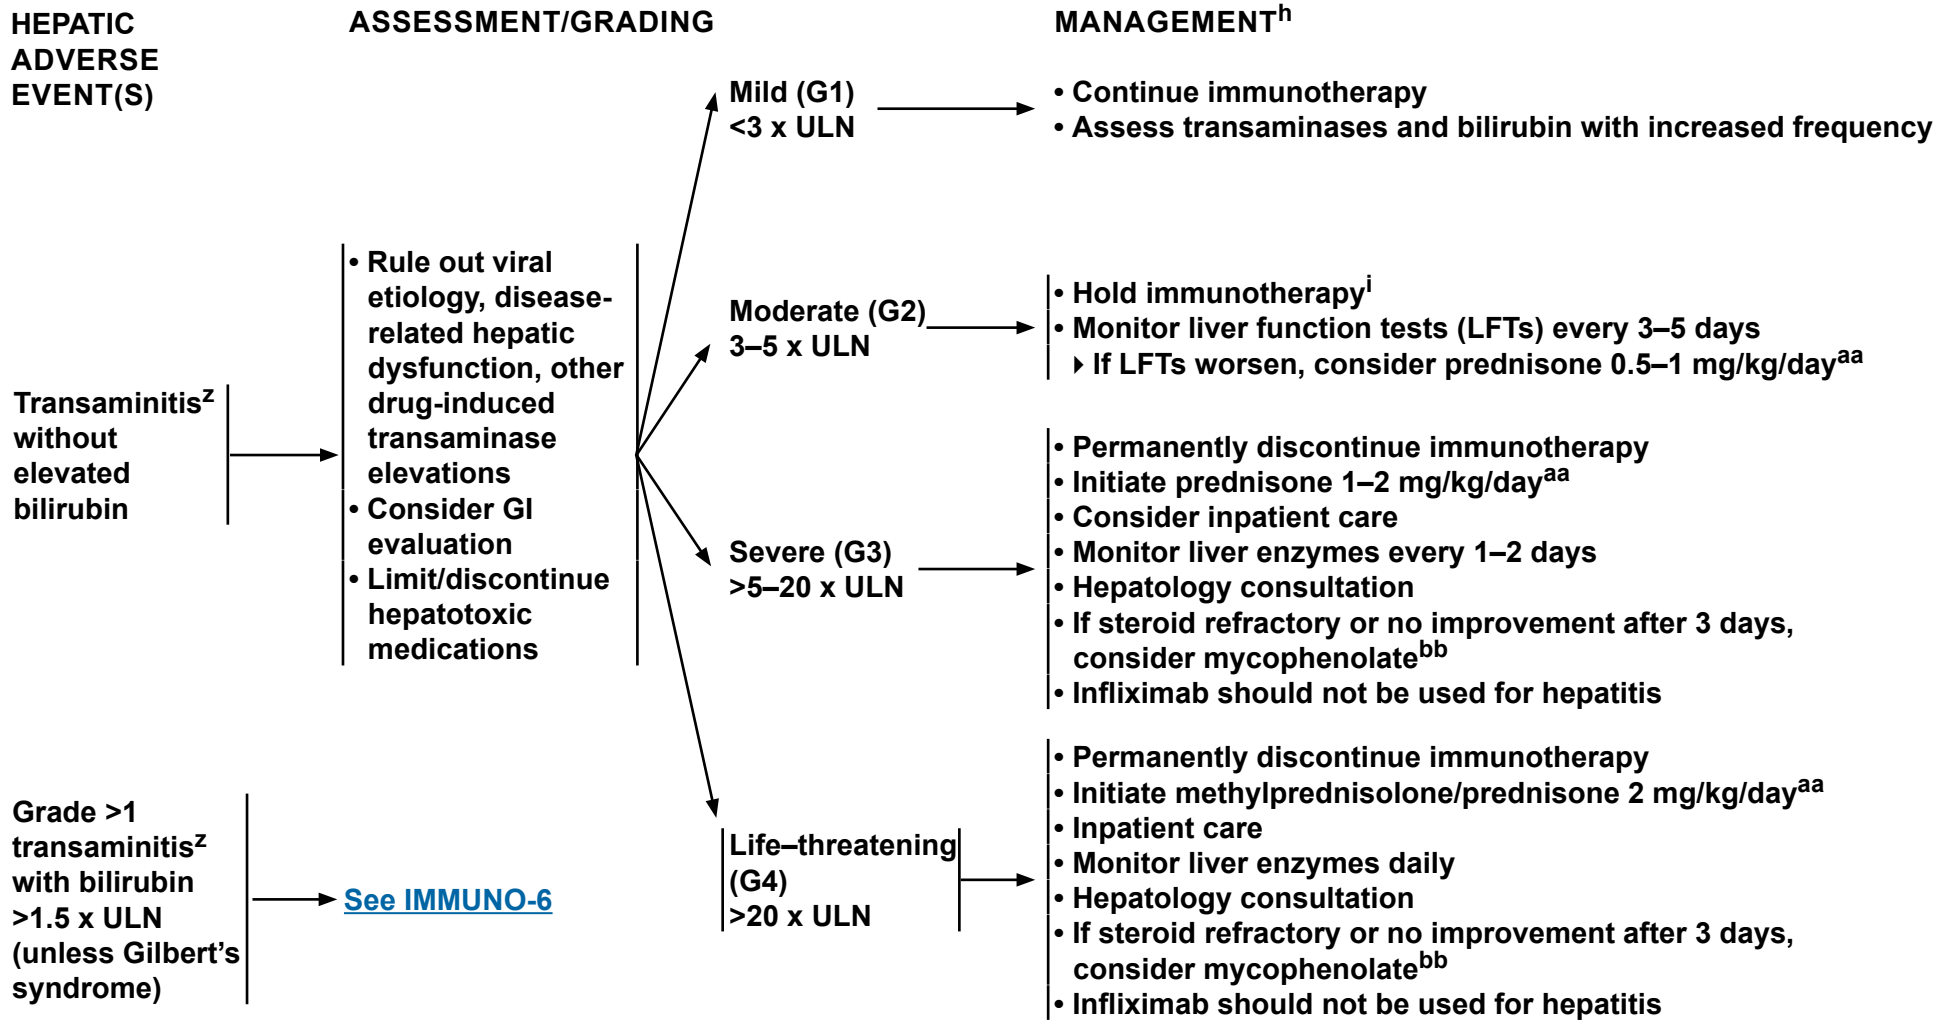 HEPATIC
ADVERSE
EVENT(S)
ASSESSMENT/GRADING
MANAGEMENTh
Transaminitisz
without
elevated
bilirubin
• Rule out viral
etiology, disease-
related hepatic
dysfunction, other
drug-induced
transaminase
elevations
• Consider GI
evaluation
• Limit/discontinue
hepatotoxic
medications
Mild (G1)
<3 x ULN
• Continue immunotherapy
• Assess transaminases and bilirubin with increased frequency
Moderate (G2)
3–5 x ULN
• Hold immunotherapyi
• Monitor liver function tests (LFTs) every 3–5 days
▸ If LFTs worsen, consider prednisone 0.5–1 mg/kg/dayaa
Severe (G3)
>5–20 x ULN
• Permanently discontinue immunotherapy
• Initiate prednisone 1–2 mg/kg/dayaa
• Consider inpatient care
• Monitor liver enzymes every 1–2 days
• Hepatology consultation
• If steroid refractory or no improvement after 3 days,
consider mycophenolatebb
• Infliximab should not be used for hepatitis
Life–threatening
(G4)
>20 x ULN
• Permanently discontinue immunotherapy
• Initiate methylprednisolone/prednisone 2 mg/kg/dayaa
• Inpatient care
• Monitor liver enzymes daily
• Hepatology consultation
• If steroid refractory or no improvement after 3 days,
consider mycophenolatebb
• Infliximab should not be used for hepatitis
Grade >1
transaminitisz
with bilirubin
>1.5 x ULN
(unless Gilbert’s
syndrome)
See IMMUNO-6